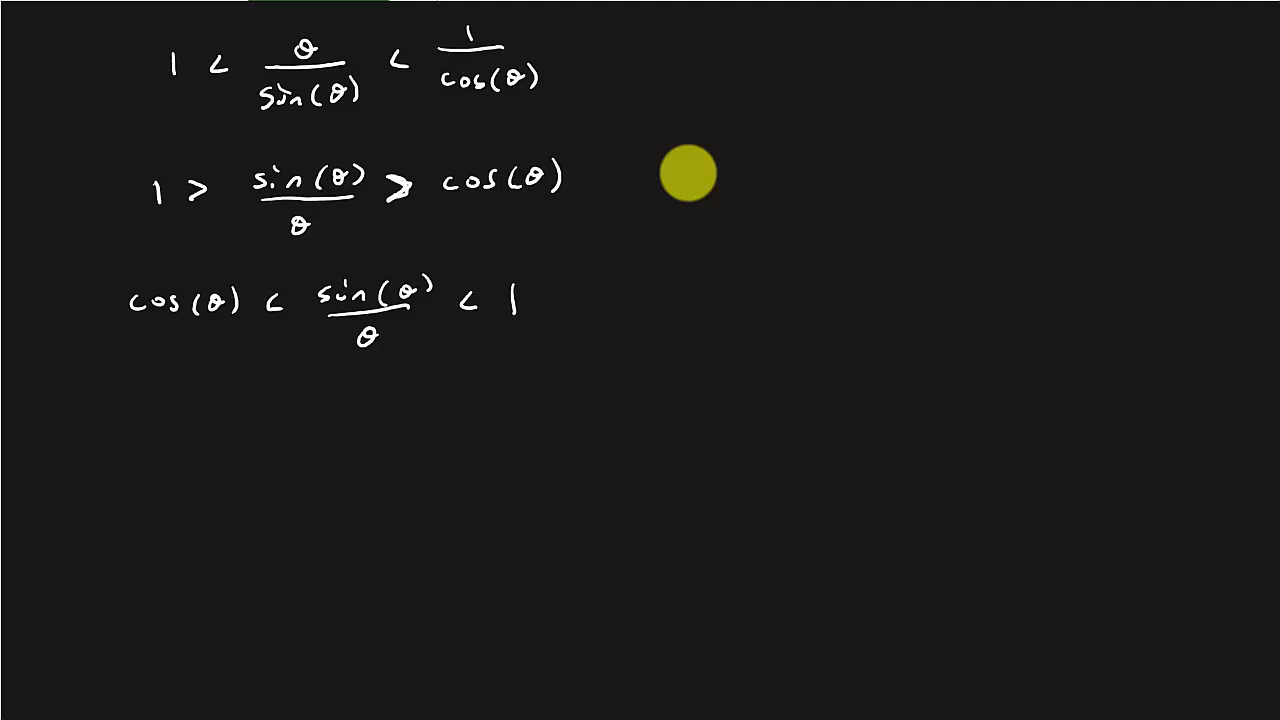 1 < θ/sin(θ) < 1/cos(θ)
1 > sin(θ)/θ > cos(θ)
cos(θ) < sin(θ)/θ < 1